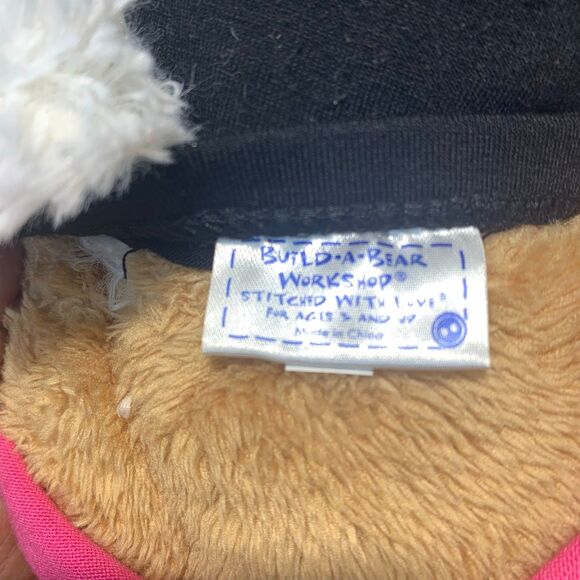 BUILD-A-BEAR
WORKSHOP®
STITCHED WITH LOVE®
FOR AGES 3 AND UP
Made in China